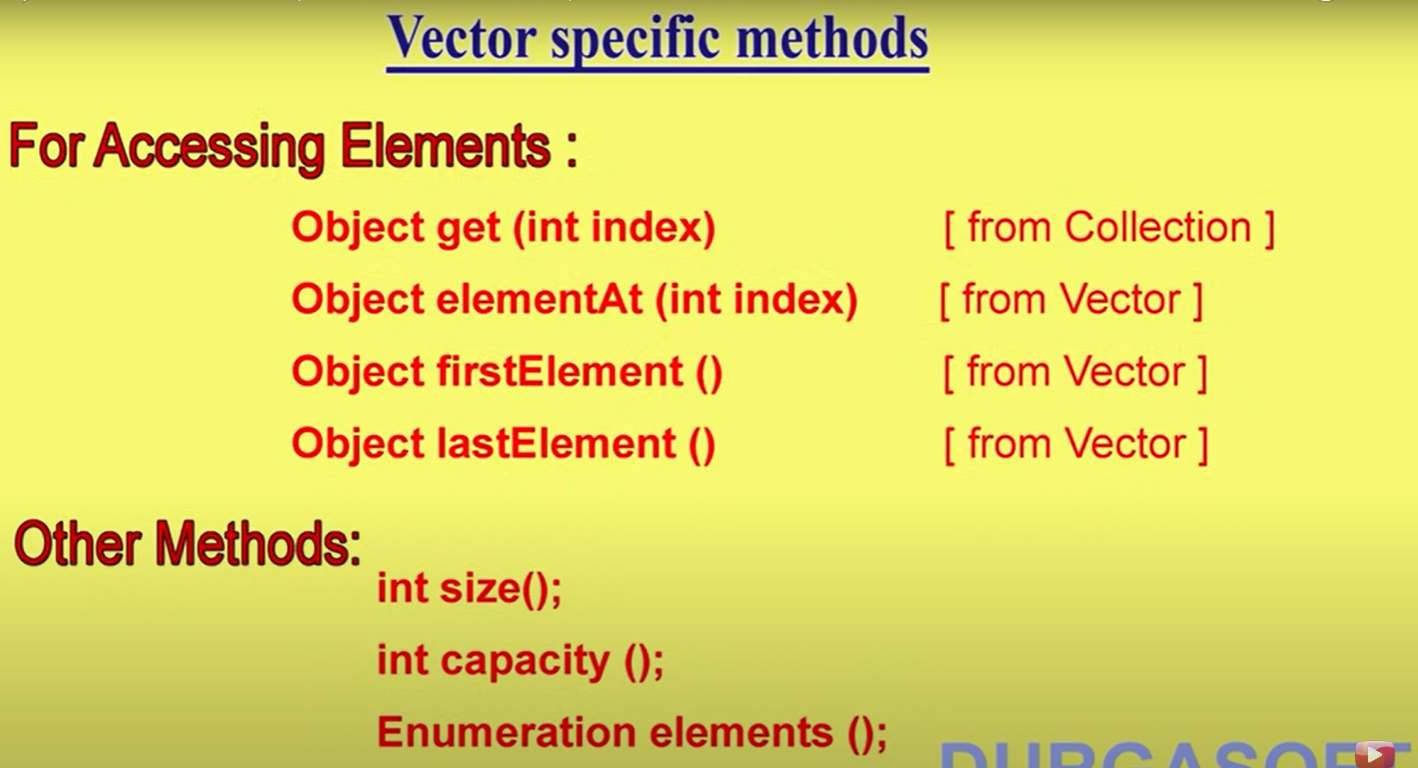 Vector specific methods
For Accessing Elements :
Object get (int index) [ from Collection ]
Object elementAt (int index) [ from Vector ]
Object firstElement () [ from Vector ]
Object lastElement () [ from Vector ]
Other Methods:
int size();
int capacity ();
Enumeration elements ();